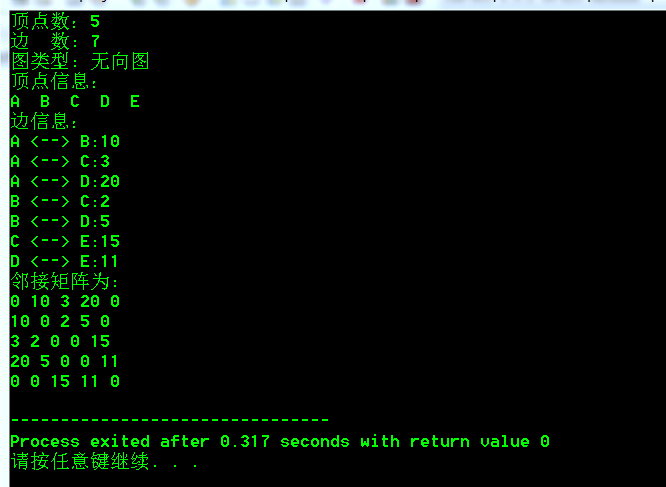 顶点数: 5
边  数: 7
图类型: 无向图
顶点信息:
A  B  C  D  E
边信息:
A <--> B:10
A <--> C:3
A <--> D:20
B <--> C:2
B <--> D:5
C <--> E:15
D <--> E:11
邻接矩阵为:
0 10 3 20 0
10 0 2 5 0
3 2 0 0 15
20 5 0 0 11
0 0 15 11 0
--------------------------------
Process exited after 0.317 seconds with return value 0
请按任意键继续. . .